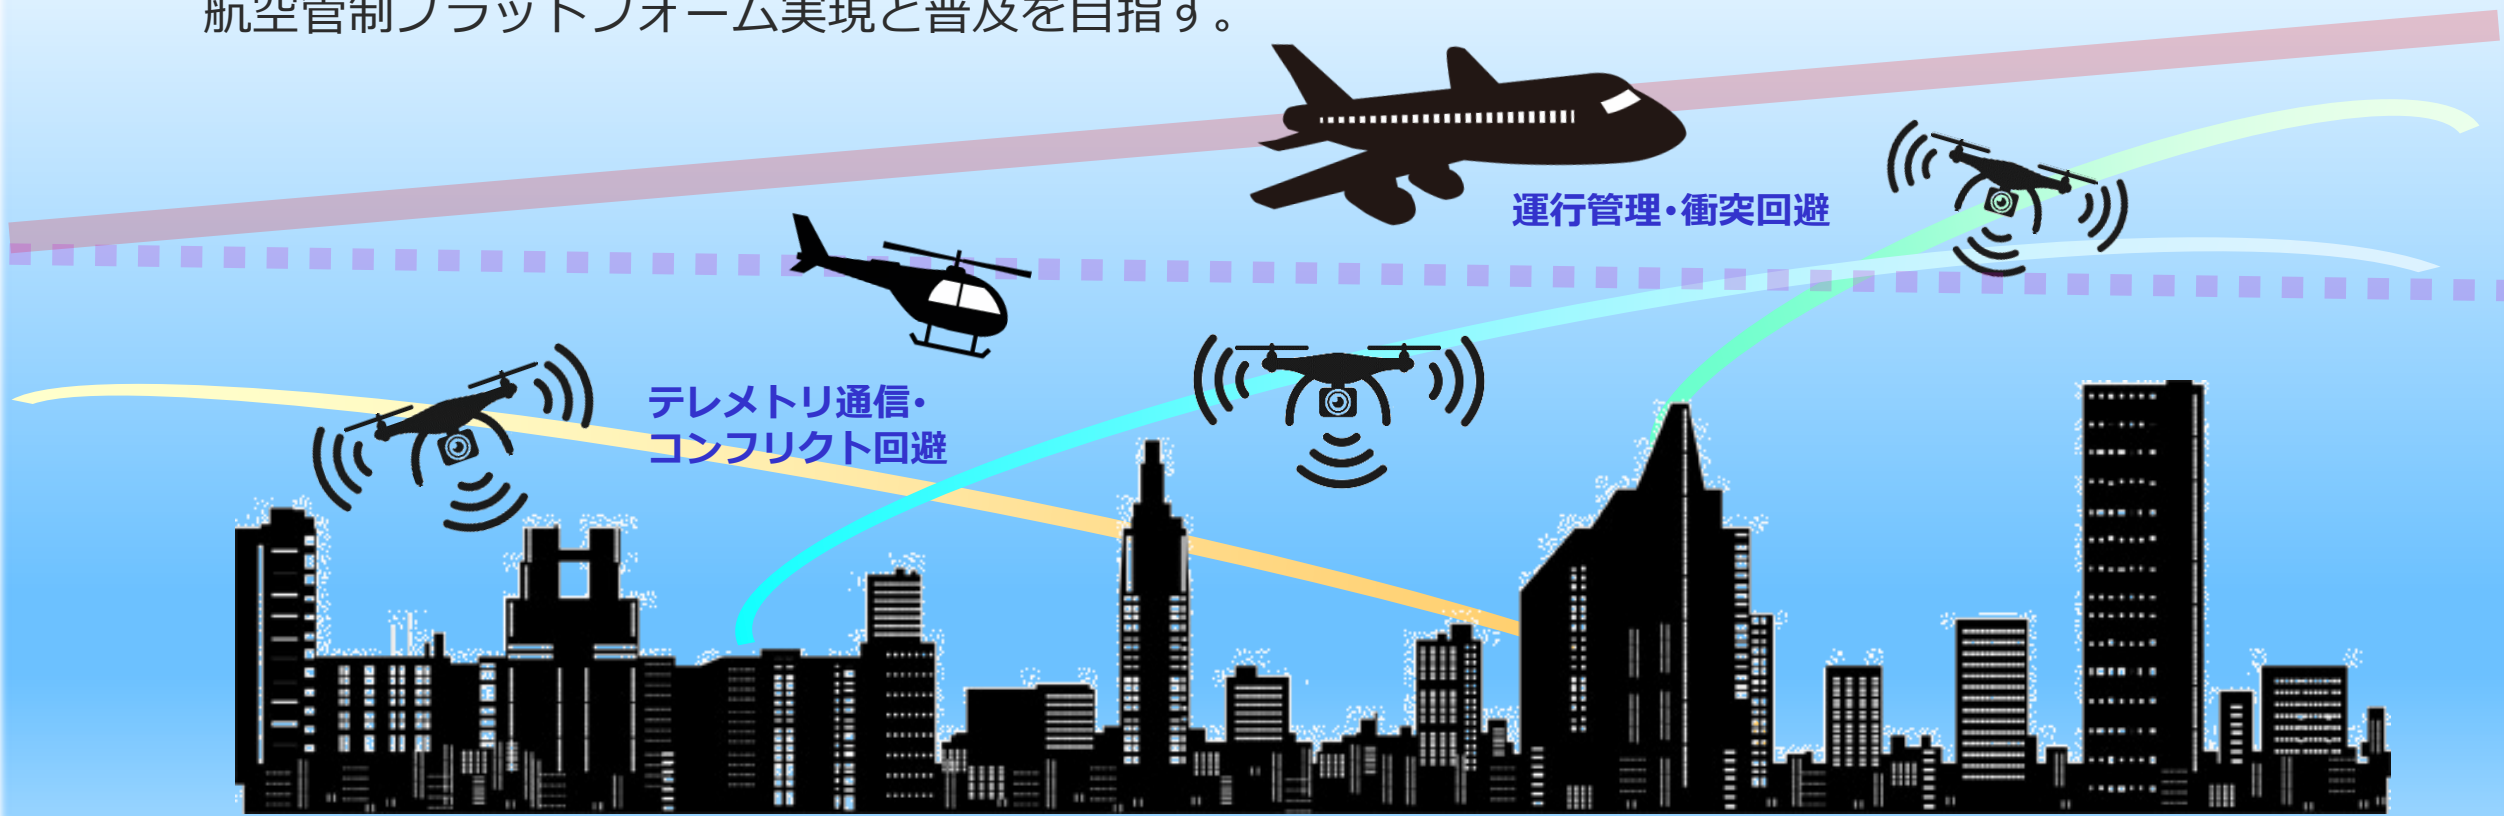 航空管制プラットフォーム実現と普及を目指す。
運行管理・衝突回避
テレメトリ通信・
コンフリクト回避